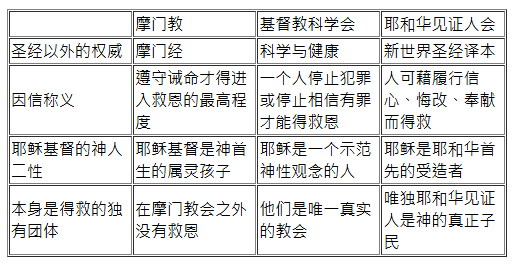 摩门教
基督教科学会
耶和华见证人会
圣经以外的权威
摩门经
科学与健康
新世界圣经译本
因信称义
遵守诫命才得进
入救恩的最高程
度
一个人停止犯罪
或停止相信有罪
才能得救恩
人可藉履行信
心、悔改、奉献
而得救
耶稣基督的神人
二性
耶稣基督是神首
生的属灵孩子
耶稣是一个示范
神性观念的人
耶稣是耶和华首
先的受造者
本身是得救的独
有团体
在摩门教会之外
没有救恩
他们是唯一真实
的教会
唯独耶和华见证
人是神的真正子
民